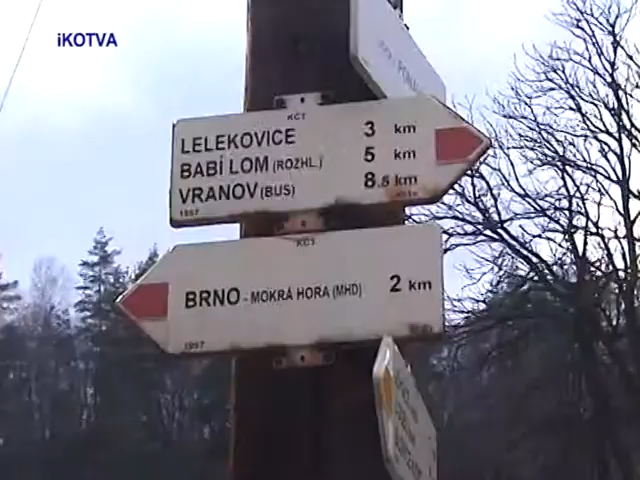 iKOTVA
KČT
LELEKOVICE 3 km
BABÍ LOM (ROZHL.) 5 km
VRANOV (BUS) 8.5 km
1997
KČT
BRNO - MOKRÁ HORA (MHD) 2 km
1997